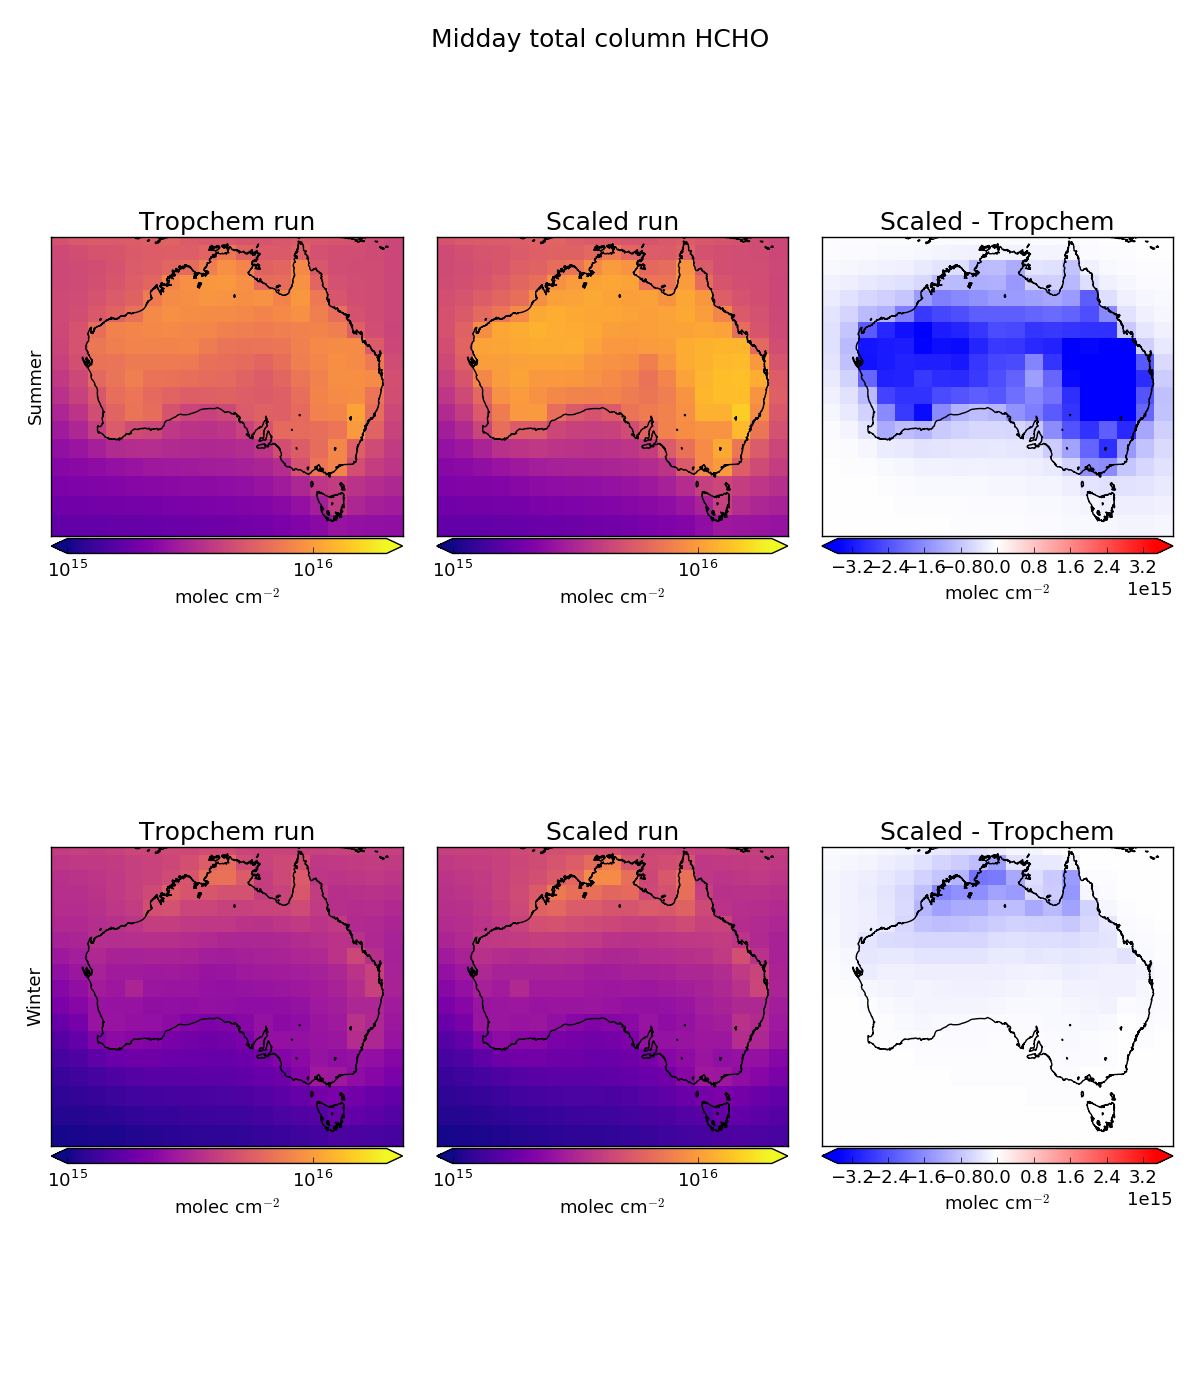 Midday total column HCHO
Tropchem run
Scaled run
Scaled - Tropchem
Summer
10^15 10^16
molec cm^−2
10^15 10^16
molec cm^−2
−3.2 −2.4 −1.6 −0.8 0.0 0.8 1.6 2.4 3.2
1e15
molec cm^−2
Tropchem run
Scaled run
Scaled - Tropchem
Winter
10^15 10^16
molec cm^−2
10^15 10^16
molec cm^−2
−3.2 −2.4 −1.6 −0.8 0.0 0.8 1.6 2.4 3.2
1e15
molec cm^−2